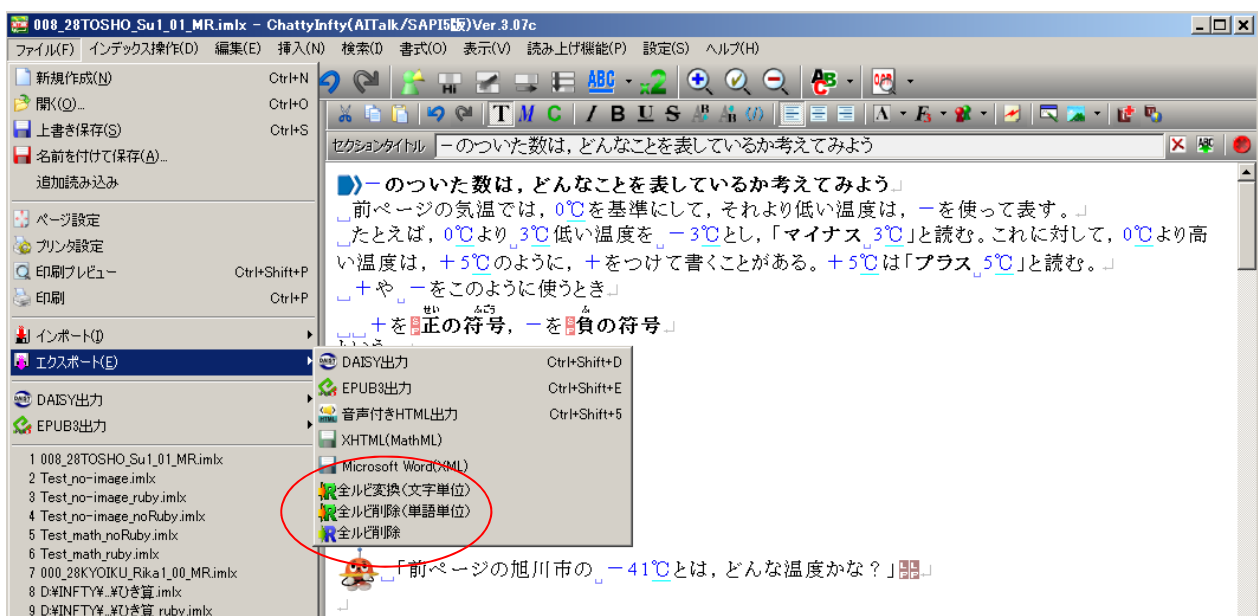 008_28TOSHO_Su1_01_MR.imlx - ChattyInfty(AITalk/SAPI5版)Ver.3.07c
ファイル(F) インデックス操作(D) 編集(E) 挿入(N) 検索(I) 書式(O) 表示(V) 読み上げ機能(P) 設定(S) ヘルプ(H)
新規作成(N) Ctrl+N
開く(O)... Ctrl+O
上書き保存(S) Ctrl+S
名前を付けて保存(A)...
追加読み込み
ページ設定
プリンタ設定
印刷プレビュー Ctrl+Shift+P
印刷 Ctrl+P
インポート(I)
エクスポート(E)
DAISY出力
EPUB3出力
1 008_28TOSHO_Su1_01_MR.imlx
2 Test_no-image.imlx
3 Test_no-image_ruby.imlx
4 Test_no-image_noRuby.imlx
5 Test_math_noRuby.imlx
6 Test_math_ruby.imlx
7 000_28KYOIKU_Rika1_00_MR.imlx
8 D:¥INFTY¥...¥ひき算.imlx
9 D:¥INFTY¥...¥ひき算_ruby.imlx
DAISY出力 Ctrl+Shift+D
EPUB3出力 Ctrl+Shift+E
音声付きHTML出力 Ctrl+Shift+5
XHTML(MathML)
Microsoft Word(XML)
全ルビ変換(文字単位)
全ルビ削除(単語単位)
全ルビ削除
Hi ABC 2
T M C I B U S
セクションタイトル －のついた数は，どんなことを表しているか考えてみよう
－のついた数は，どんなことを表しているか考えてみよう
前ページの気温では，0℃を基準にして，それより低い温度は，－を使って表す。
たとえば，0℃より 3℃低い温度を －3℃とし，「マイナス 3℃」と読む。これに対して，0℃より高
い温度は，＋5℃のように，＋をつけて書くことがある。＋5℃は「プラス 5℃」と読む。
＋や －をこのように使うとき
せい ふごう ふ
＋を正の符号，－を負の符号
「前ページの旭川市の －41℃とは，どんな温度かな？」